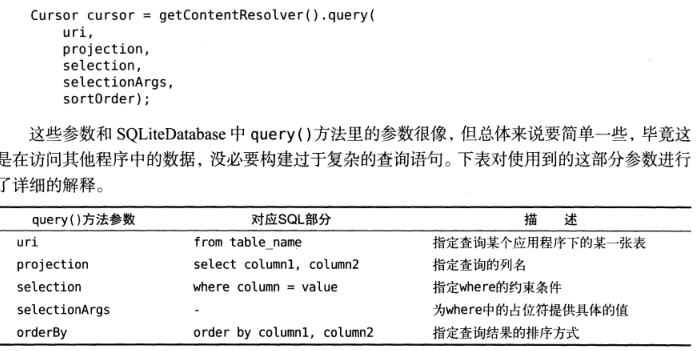 Cursor cursor = getContentResolver().query(
uri,
projection,
selection,
selectionArgs,
sortOrder);
这些参数和 SQLiteDatabase 中 query()方法里的参数很像，但总体来说要简单一些，毕竟这
是在访问其他程序中的数据，没必要构建过于复杂的查询语句。下表对使用到的这部分参数进行
了详细的解释。
query()方法参数 对应SQL部分 描 述
uri from table_name 指定查询某个应用程序下的某一张表
projection select column1, column2 指定查询的列名
selection where column = value 指定where的约束条件
selectionArgs - 为where中的占位符提供具体的值
orderBy order by column1, column2 指定查询结果的排序方式